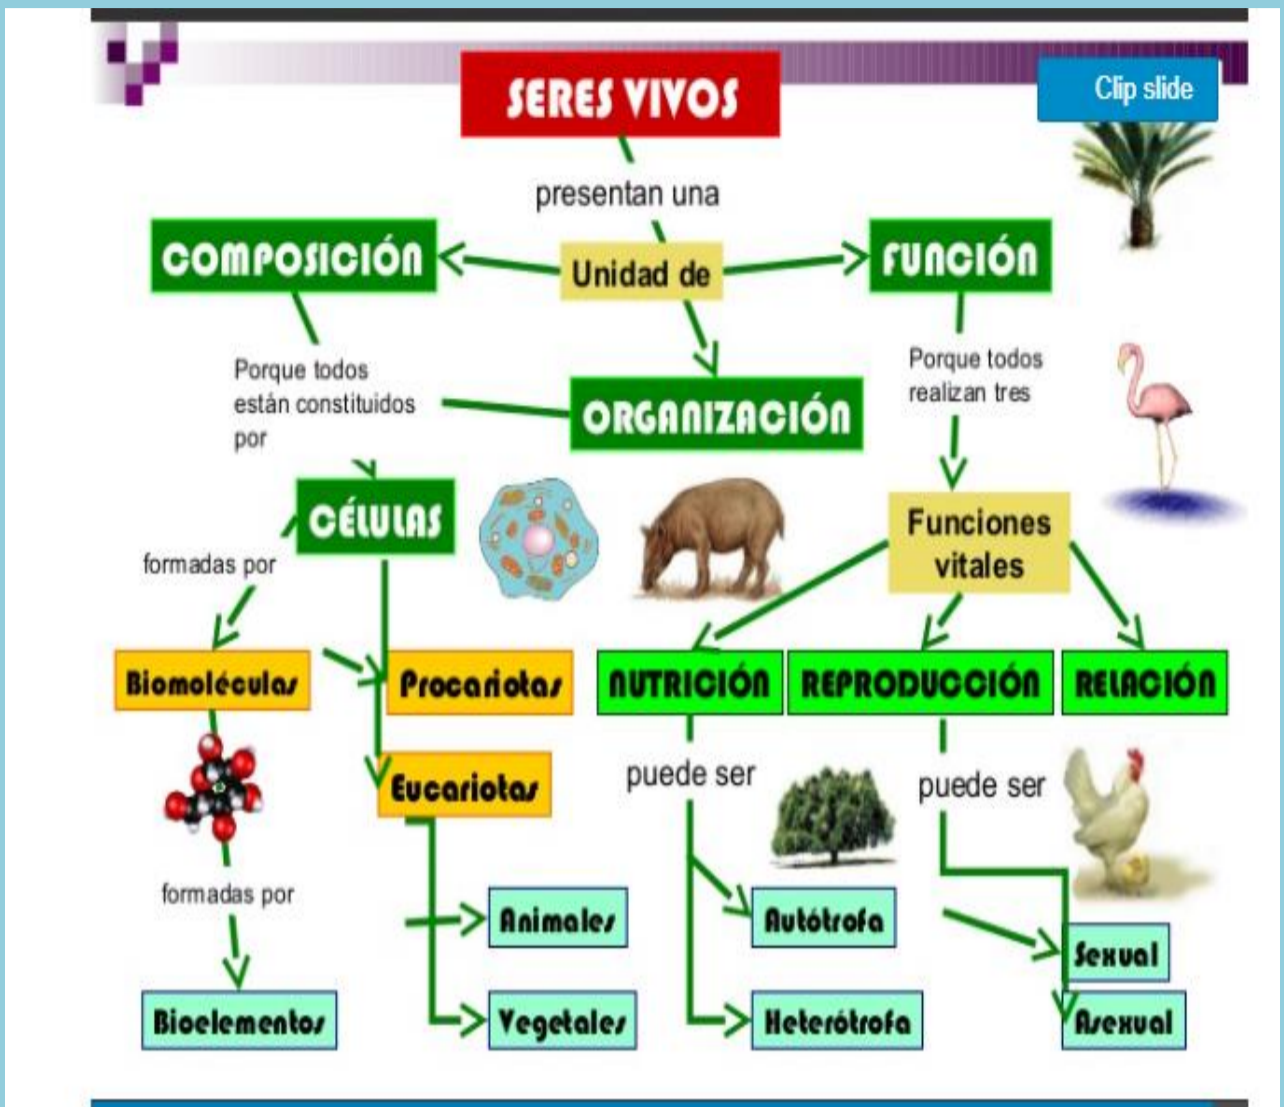 SERES VIVOS
Clip slide
presentan una
COMPOSICIÓN
Unidad de
FUNCIÓN
Porque todos
están constituidos
por
ORGANIZACIÓN
Porque todos
realizan tres
CÉLULAS
Funciones
vitales
formadas por
Biomoléculas
Procariotas
NUTRICIÓN
REPRODUCCIÓN
RELACIÓN
Eucariotas
puede ser
puede ser
formadas por
Animales
Autótrofa
Sexual
Bioelementos
Vegetales
Heterótrofa
Asexual